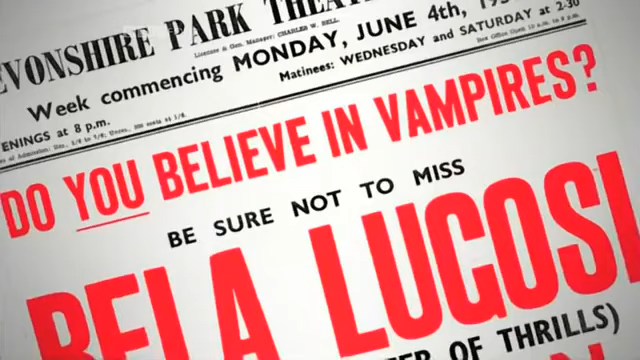 EVONSHIRE PARK THEAT
Licensee & Gen. Manager: CHARLES W. BELL.
Week commencing MONDAY, JUNE 4th, 195
ENINGS at 8 p.m.
Matinees: WEDNESDAY and SATURDAY at 2-30
DO YOU BELIEVE IN VAMPIRES?
BE SURE NOT TO MISS
BELA LUGOSI
ER OF THRILLS)